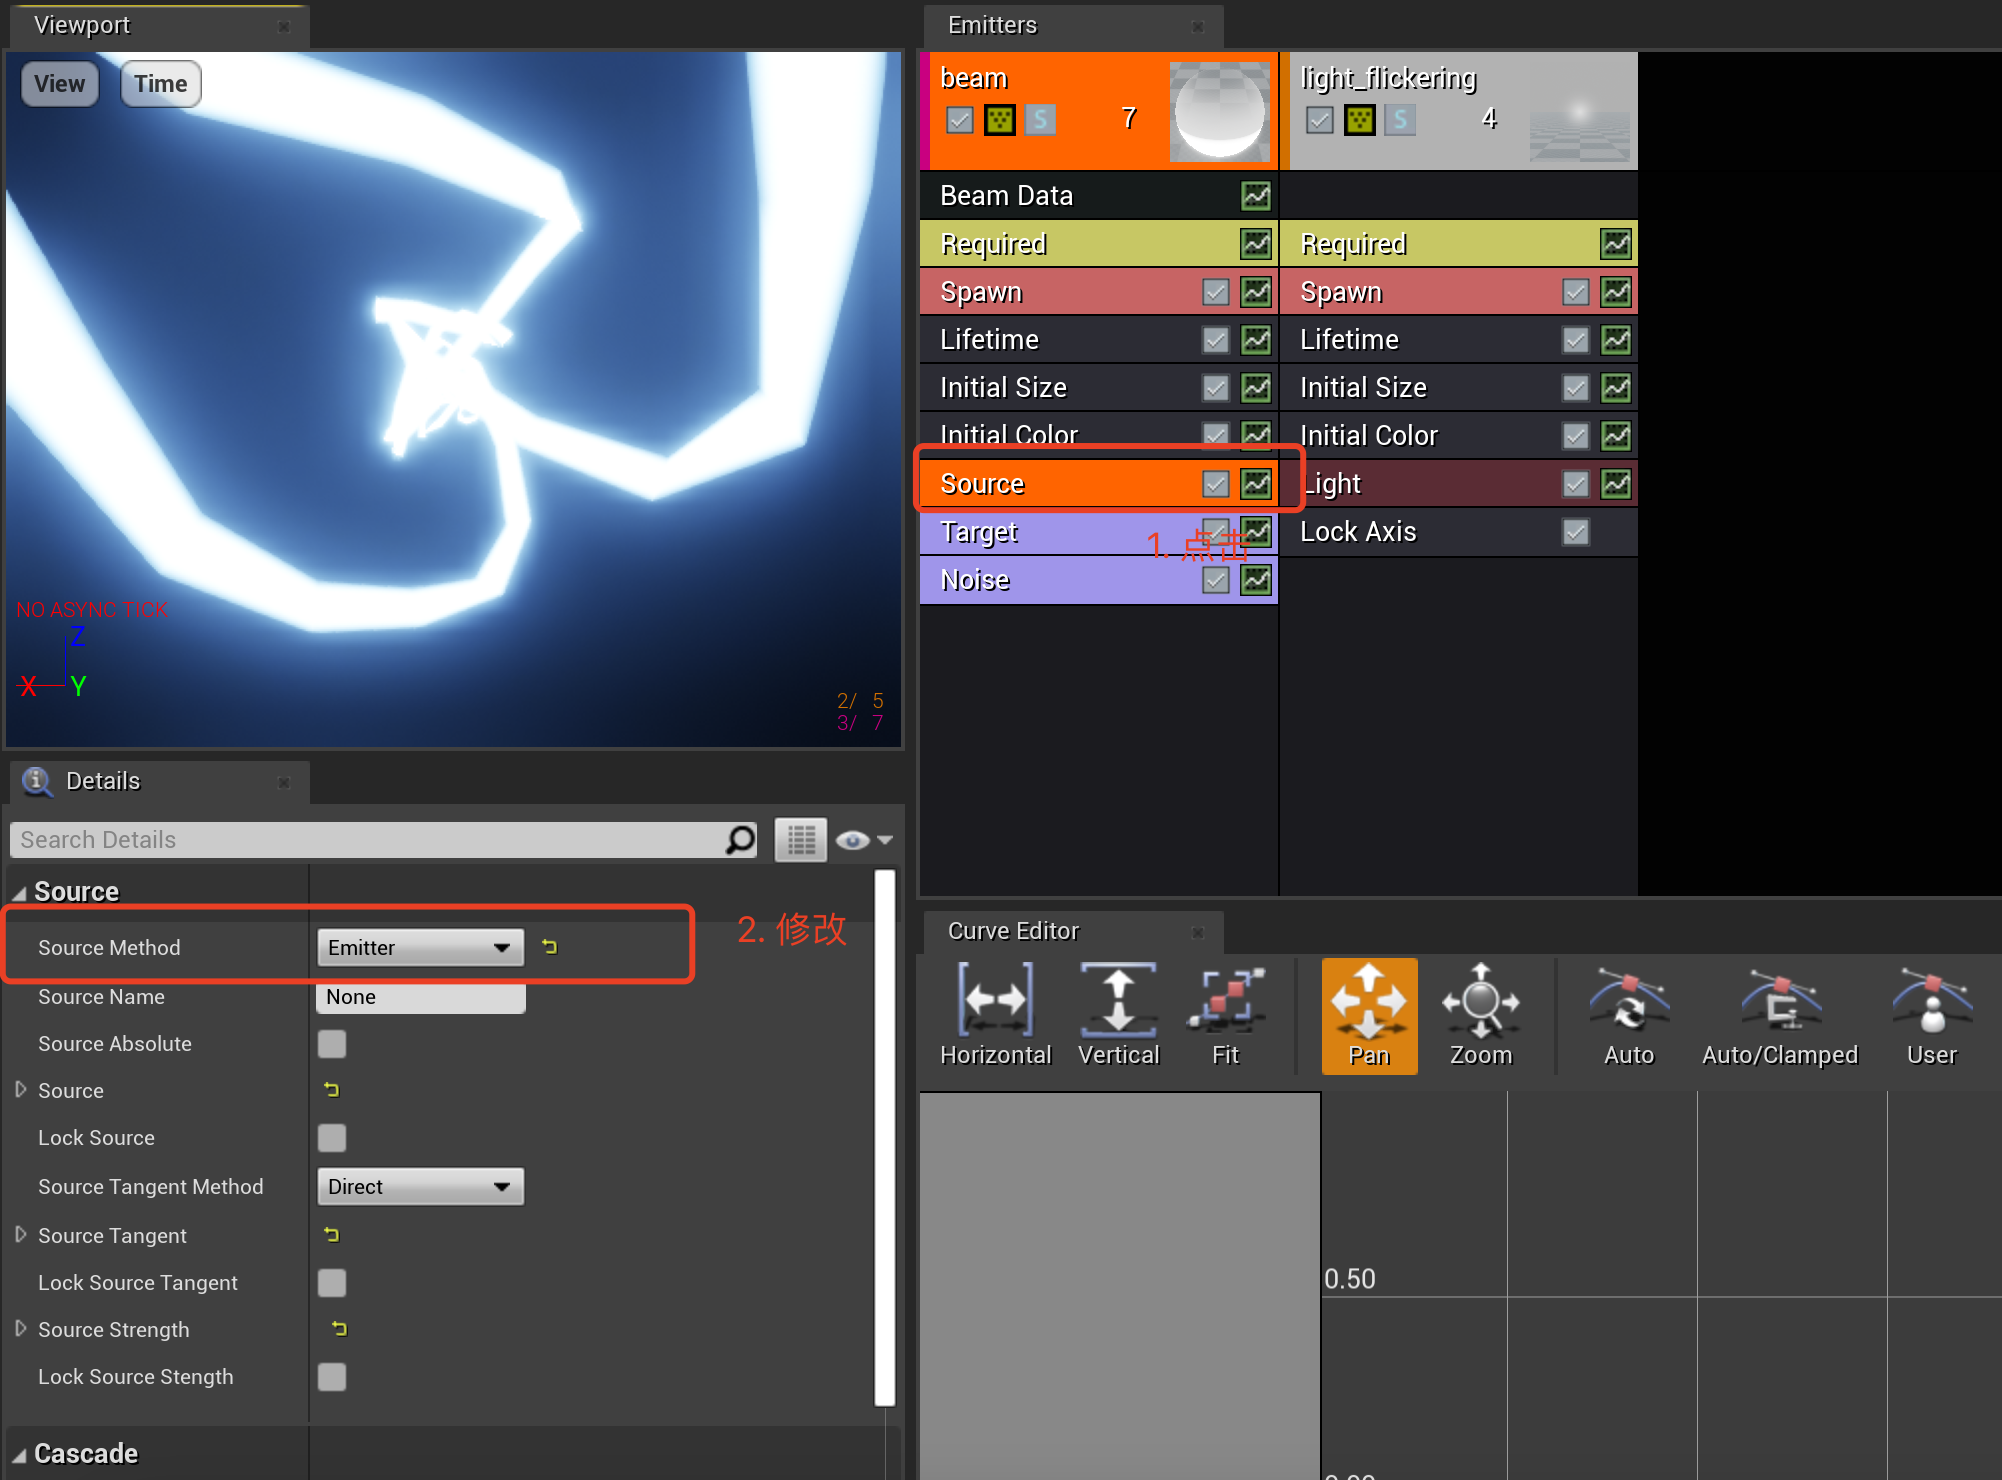 Viewport
View
Time
NO ASYNC TICK
Z
X
Y
2/ 5
3/ 7
Emitters
beam
S
7
light_flickering
S
4
Beam Data
Required
Required
Spawn
Spawn
Lifetime
Lifetime
Initial Size
Initial Size
Initial Color
Initial Color
Source
Light
Target
1. 点击
Lock Axis
Noise
Details
Search Details
Source
2. 修改
Source Method
Emitter
Source Name
None
Source Absolute
Source
Lock Source
Source Tangent Method
Direct
Source Tangent
Lock Source Tangent
Source Strength
Lock Source Stength
Cascade
Curve Editor
Horizontal
Vertical
Fit
Pan
Zoom
Auto
Auto/Clamped
User
0.50